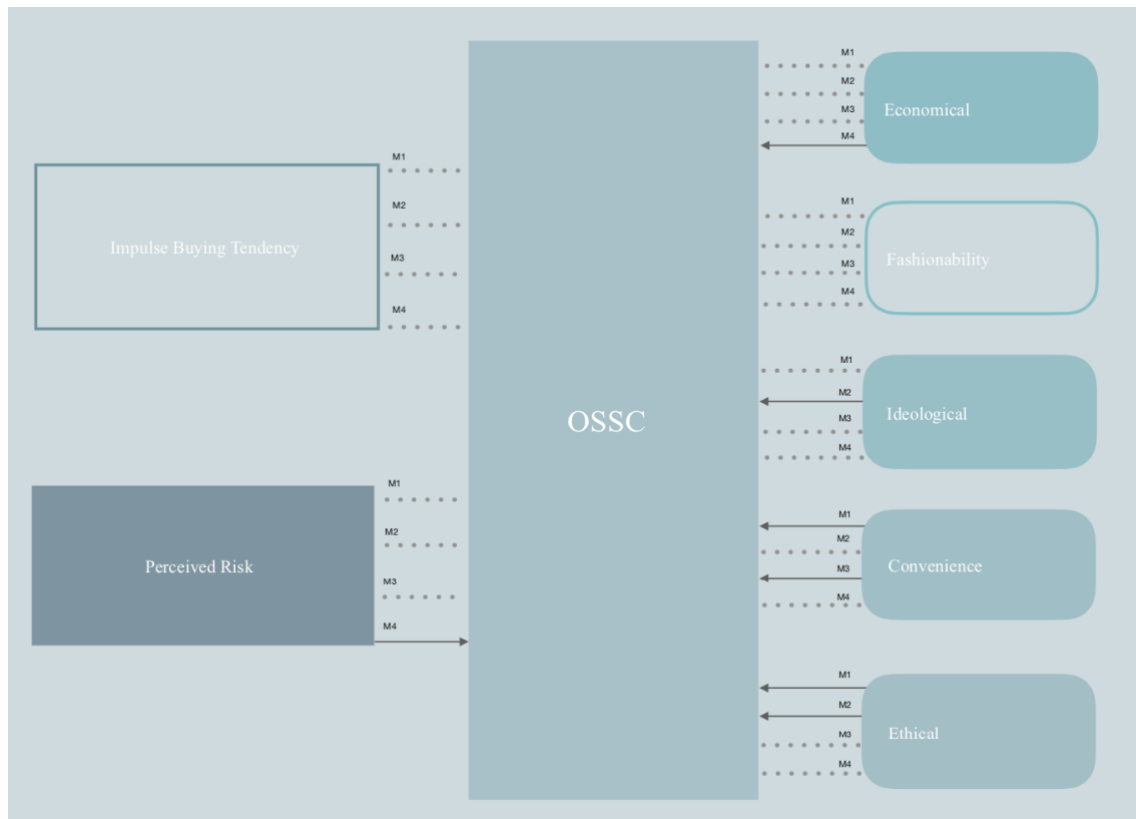 M1
M2
M3
M4
Impulse Buying Tendency
M1
M2
M3
M4
Perceived Risk
OSSC
M1
M2
M3
M4
Economical
M1
M2
M3
M4
Fashionability
M1
M2
M3
M4
Ideological
M1
M2
M3
M4
Convenience
M1
M2
M3
M4
Ethical